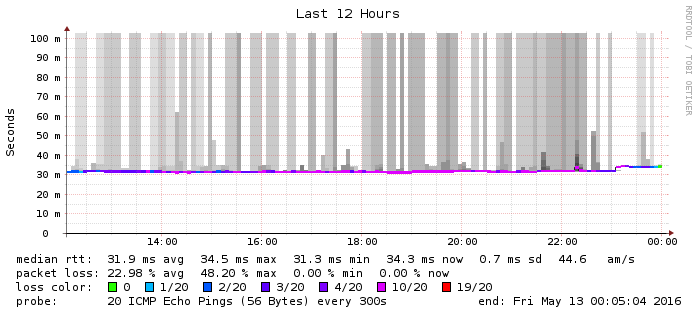 Last 12 Hours
RRDTOOL / TOBI OETIKER
Seconds
100 m
90 m
80 m
70 m
60 m
50 m
40 m
30 m
20 m
10 m
0
14:00 16:00 18:00 20:00 22:00 00:00
median rtt: 31.9 ms avg 34.5 ms max 31.3 ms min 34.3 ms now 0.7 ms sd 44.6 am/s
packet loss: 22.98 % avg 48.20 % max 0.00 % min 0.00 % now
loss color: 0 1/20 2/20 3/20 4/20 10/20 19/20
probe: 20 ICMP Echo Pings (56 Bytes) every 300s end: Fri May 13 00:05:04 2016